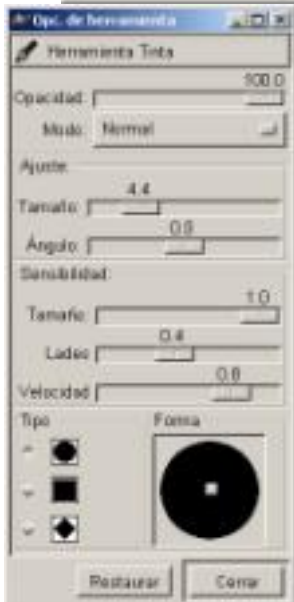 Opc. de herramienta
Herramienta Tinta
100.0
Opacidad:
Modo: Normal
Ajuste
4.4
Tamaño:
0.0
Ángulo:
Sensibilidad
1.0
Tamaño:
0.4
Lades:
0.8
Velocidad:
Tipo Forma
Restaurar Cerrar